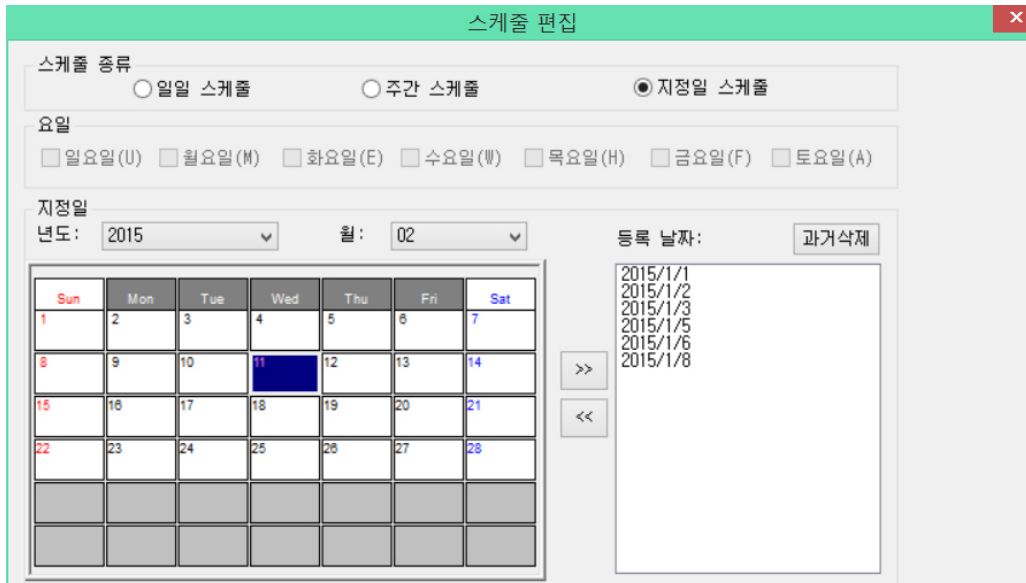 스케줄 편집
스케줄 종류
일일 스케줄 주간 스케줄 지정일 스케줄
요일
일요일(U) 월요일(M) 화요일(E) 수요일(W) 목요일(H) 금요일(F) 토요일(A)
지정일
년도: 2015 월: 02 등록 날짜: 과거삭제
Sun Mon Tue Wed Thu Fri Sat
1 2 3 4 5 6 7
8 9 10 11 12 13 14
15 16 17 18 19 20 21
22 23 24 25 26 27 28
>>
<<
2015/1/1
2015/1/2
2015/1/3
2015/1/5
2015/1/6
2015/1/8